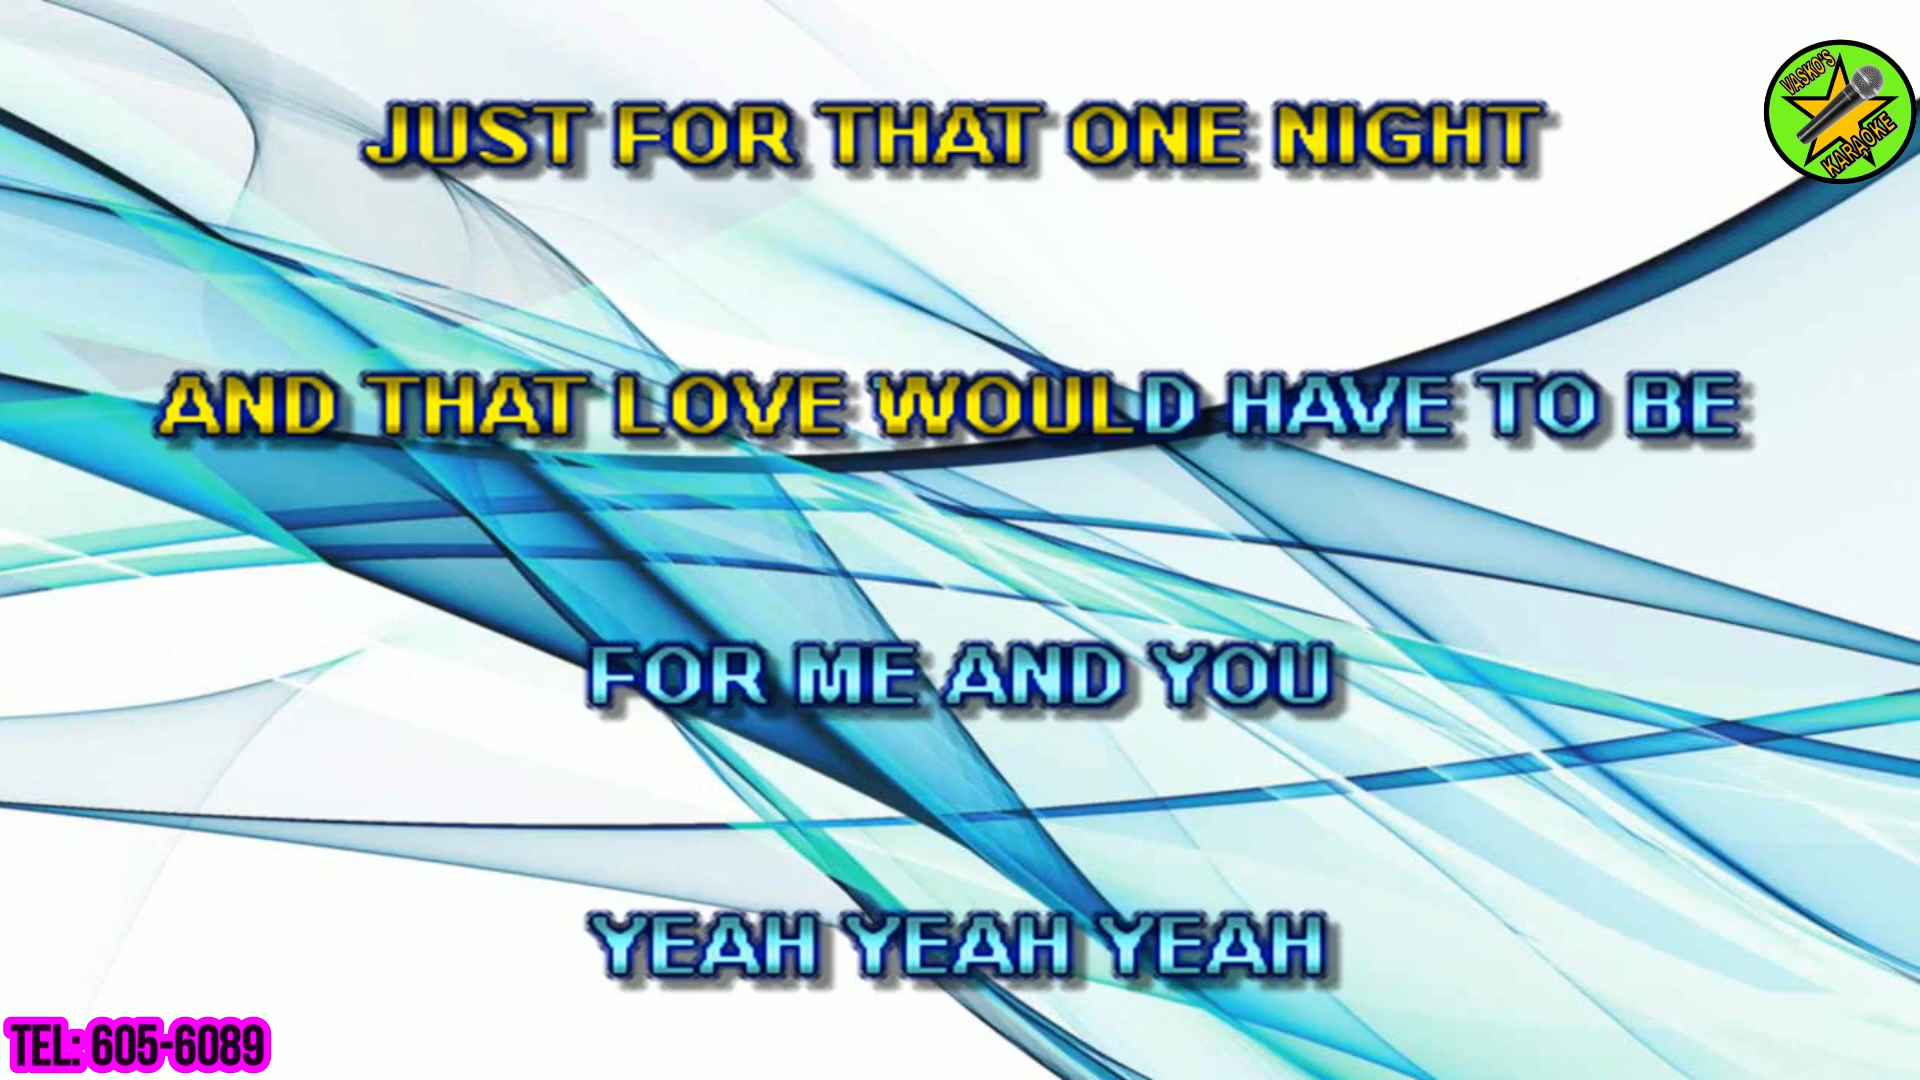 VASKO'S
KARAOKE
JUST FOR THAT ONE NIGHT
AND THAT LOVE WOULD HAVE TO BE
FOR ME AND YOU
YEAH YEAH YEAH
TEL: 605-6089